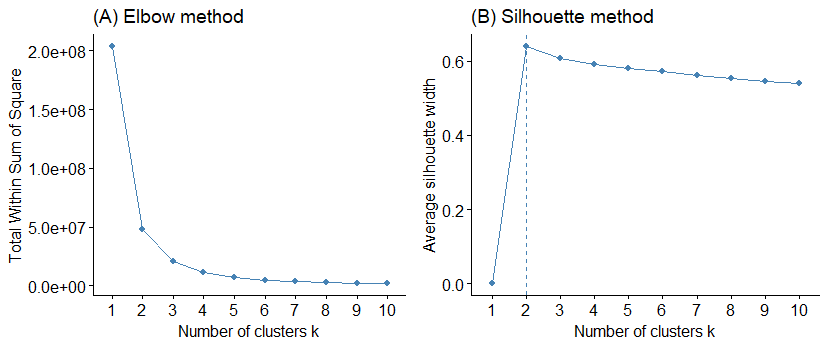 (A) Elbow method
2.0e+08
1.5e+08
1.0e+08
5.0e+07
0.0e+00
Total Within Sum of Square
1 2 3 4 5 6 7 8 9 10
Number of clusters k
(B) Silhouette method
0.6
0.4
0.2
0.0
Average silhouette width
1 2 3 4 5 6 7 8 9 10
Number of clusters k